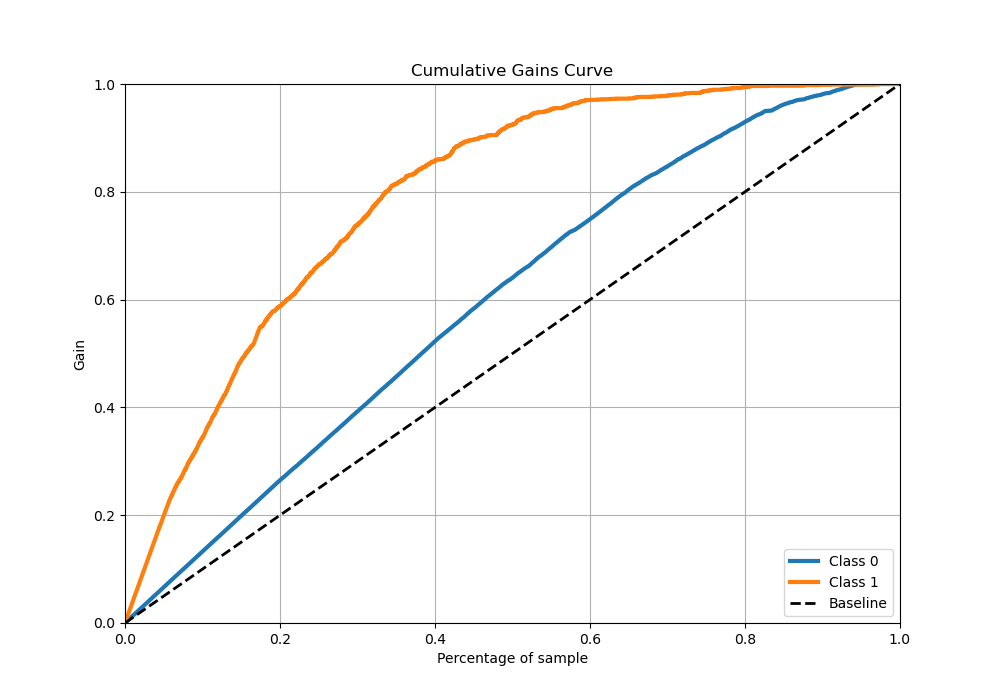 Cumulative Gains Curve
1.0
0.8
0.6
0.4
0.2
0.0
Gain
0.0 0.2 0.4 0.6 0.8 1.0
Percentage of sample
Class 0
Class 1
Baseline